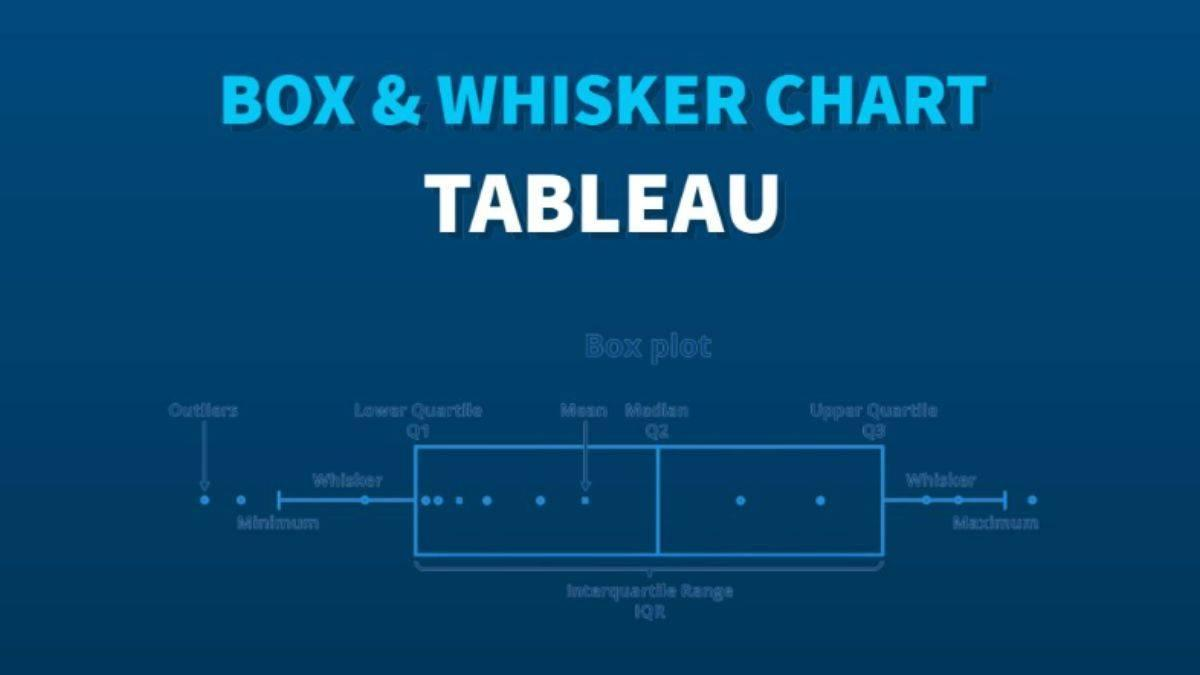 BOX & WHISKER CHART
TABLEAU
Box plot
Outliers
Lower Quartile
Q1
Mean
Median
Q2
Upper Quartile
Q3
Whisker
Whisker
Minimum
Maximum
Interquartile Range
IQR